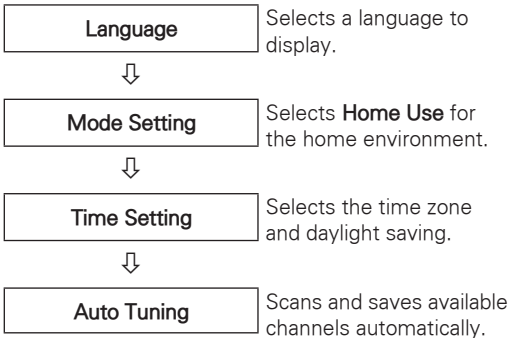 Language
Selects a language to
display.
Mode Setting
Selects Home Use for
the home environment.
Time Setting
Selects the time zone
and daylight saving.
Auto Tuning
Scans and saves available
channels automatically.